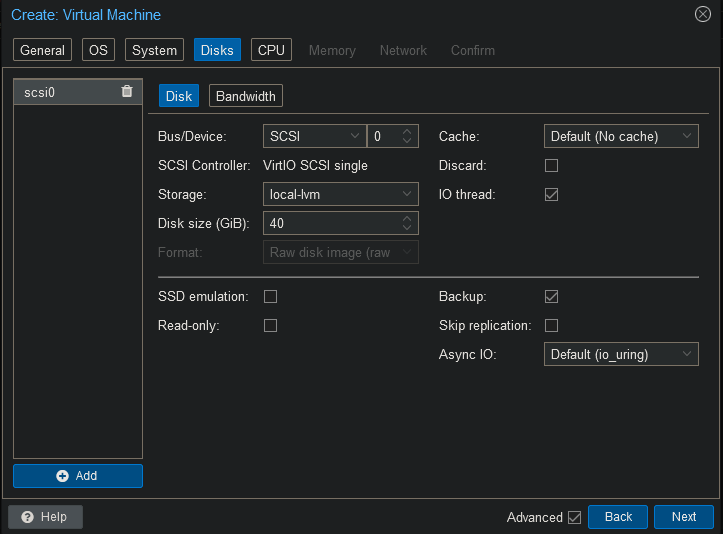 Create: Virtual Machine
General OS System Disks CPU Memory Network Confirm
scsi0
Disk Bandwidth
Bus/Device: SCSI 0 Cache: Default (No cache)
SCSI Controller: VirtIO SCSI single Discard:
Storage: local-lvm IO thread:
Disk size (GiB): 40
Format: Raw disk image (raw
SSD emulation: Backup:
Read-only: Skip replication:
Async IO: Default (io_uring)
Add
Help Advanced Back Next